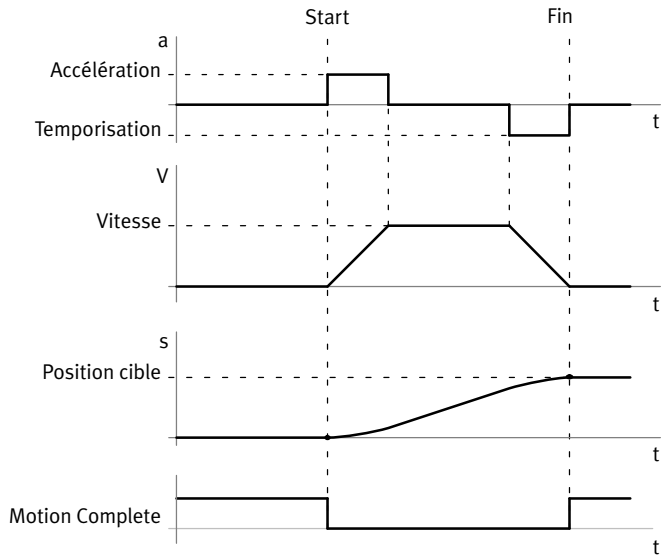 Start
Fin
a
Accélération
Temporisation
t
V
Vitesse
t
s
Position cible
t
Motion Complete
t